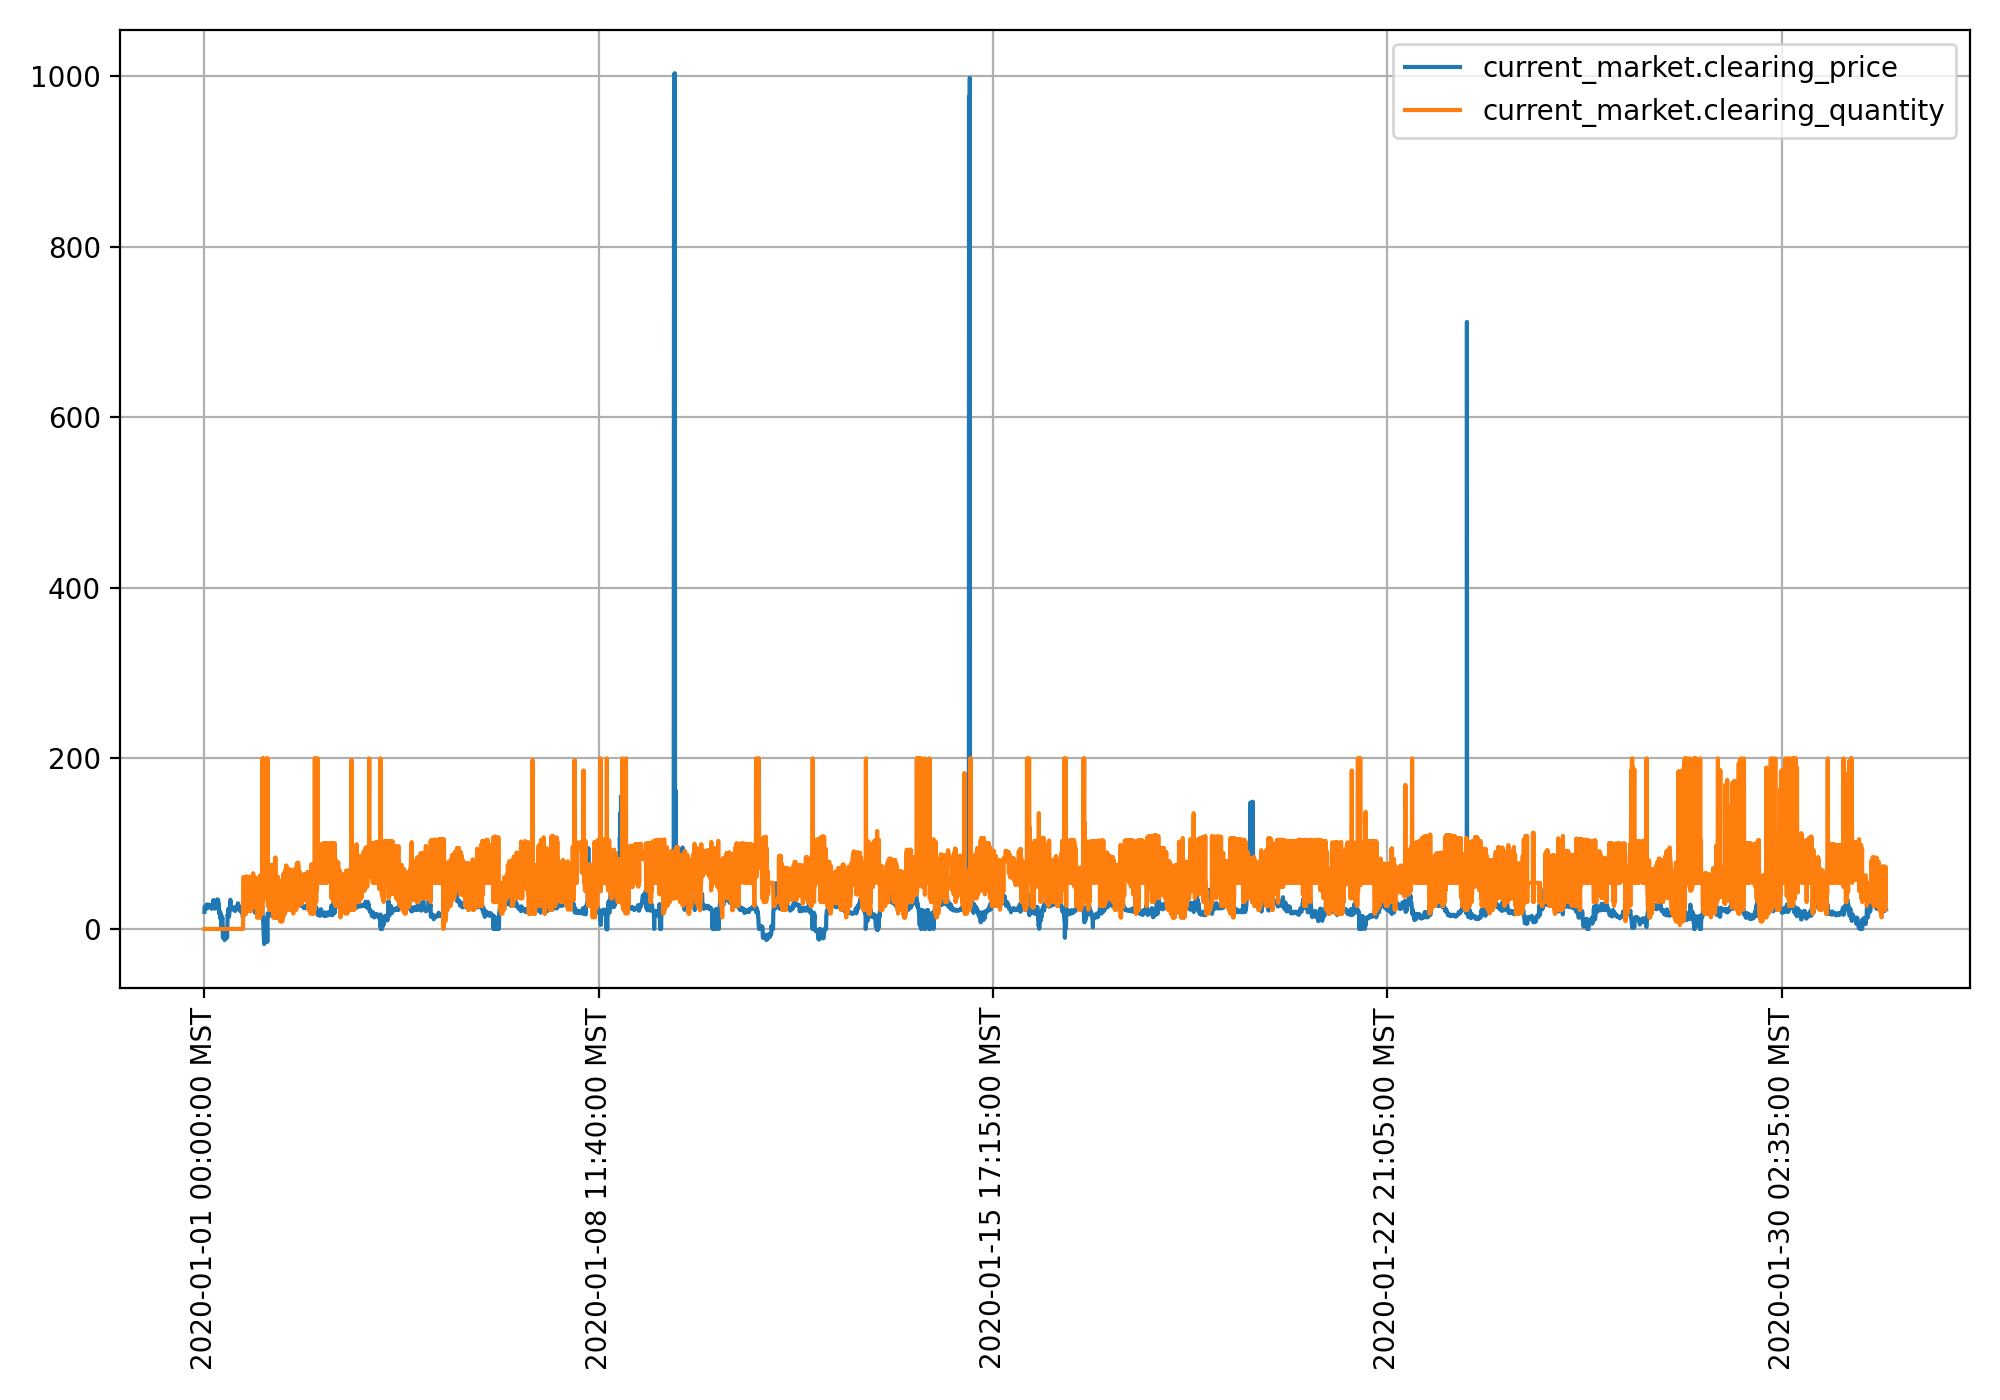 current_market.clearing_price
current_market.clearing_quantity
1000
800
600
400
200
0
2020-01-01 00:00:00 MST
2020-01-08 11:40:00 MST
2020-01-15 17:15:00 MST
2020-01-22 21:05:00 MST
2020-01-30 02:35:00 MST